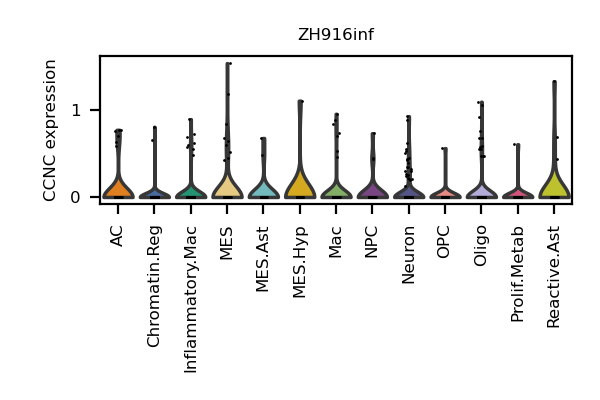 ZH916inf
CCNC expression
1
0
AC
Chromatin.Reg
Inflammatory.Mac
MES
MES.Ast
MES.Hyp
Mac
NPC
Neuron
OPC
Oligo
Prolif.Metab
Reactive.Ast